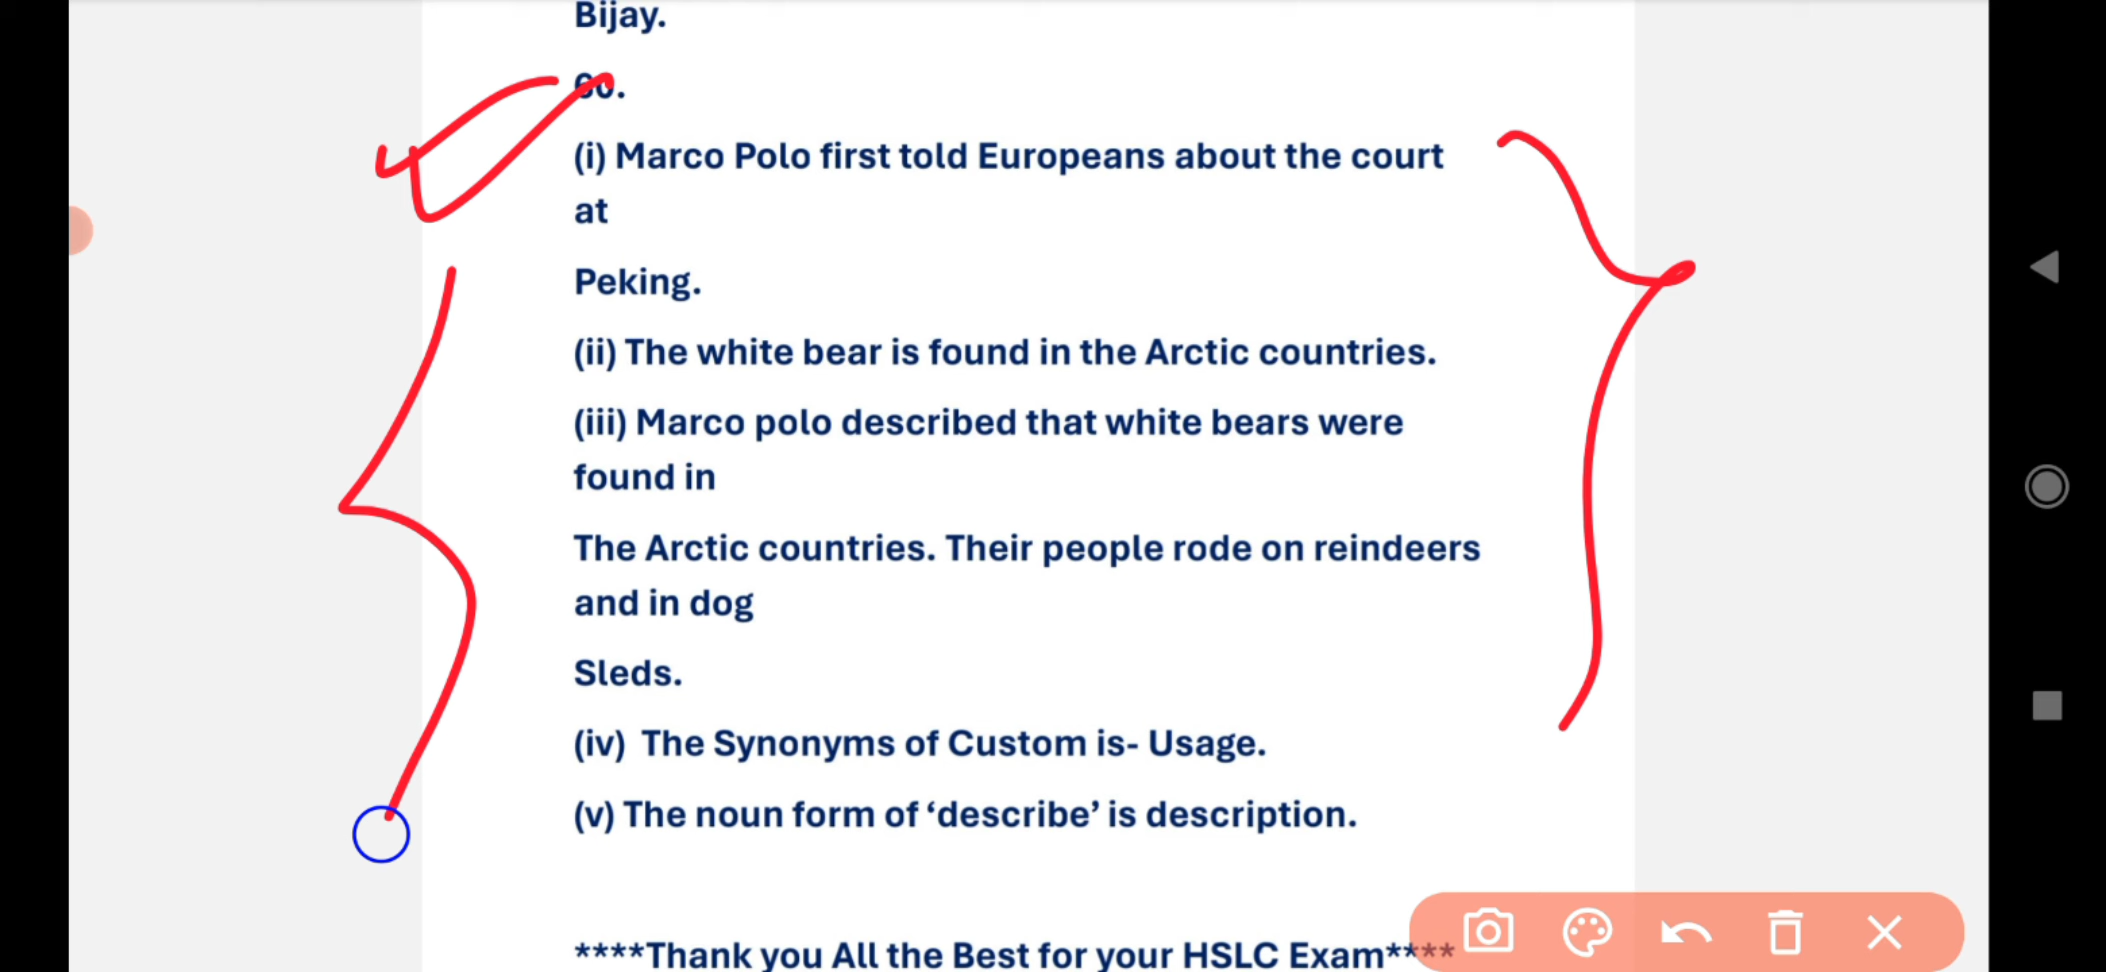 Bijay.
60.
(i) Marco Polo first told Europeans about the court
at
Peking.
(ii) The white bear is found in the Arctic countries.
(iii) Marco polo described that white bears were
found in
The Arctic countries. Their people rode on reindeers
and in dog
Sleds.
(iv) The Synonyms of Custom is- Usage.
(v) The noun form of ‘describe’ is description.
****Thank you All the Best for your HSLC Exam****